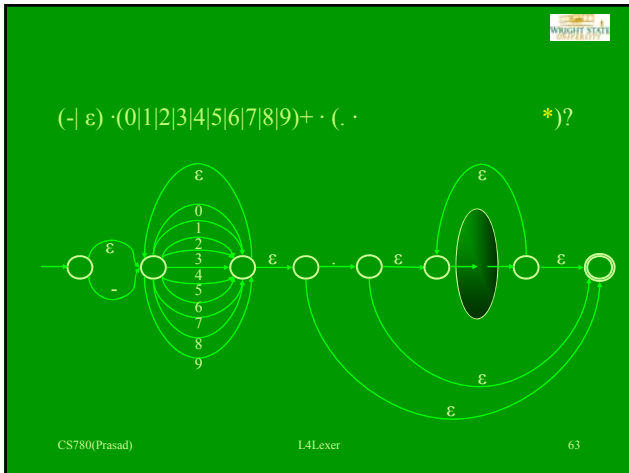 WRIGHT STATE
UNIVERSITY
(-| ε) ·(0|1|2|3|4|5|6|7|8|9)+ · (. · *)?
ε
ε
0
1
2
3
4
5
6
7
8
9
ε
-
ε
.
ε
ε
ε
ε
CS780(Prasad) L4Lexer 63